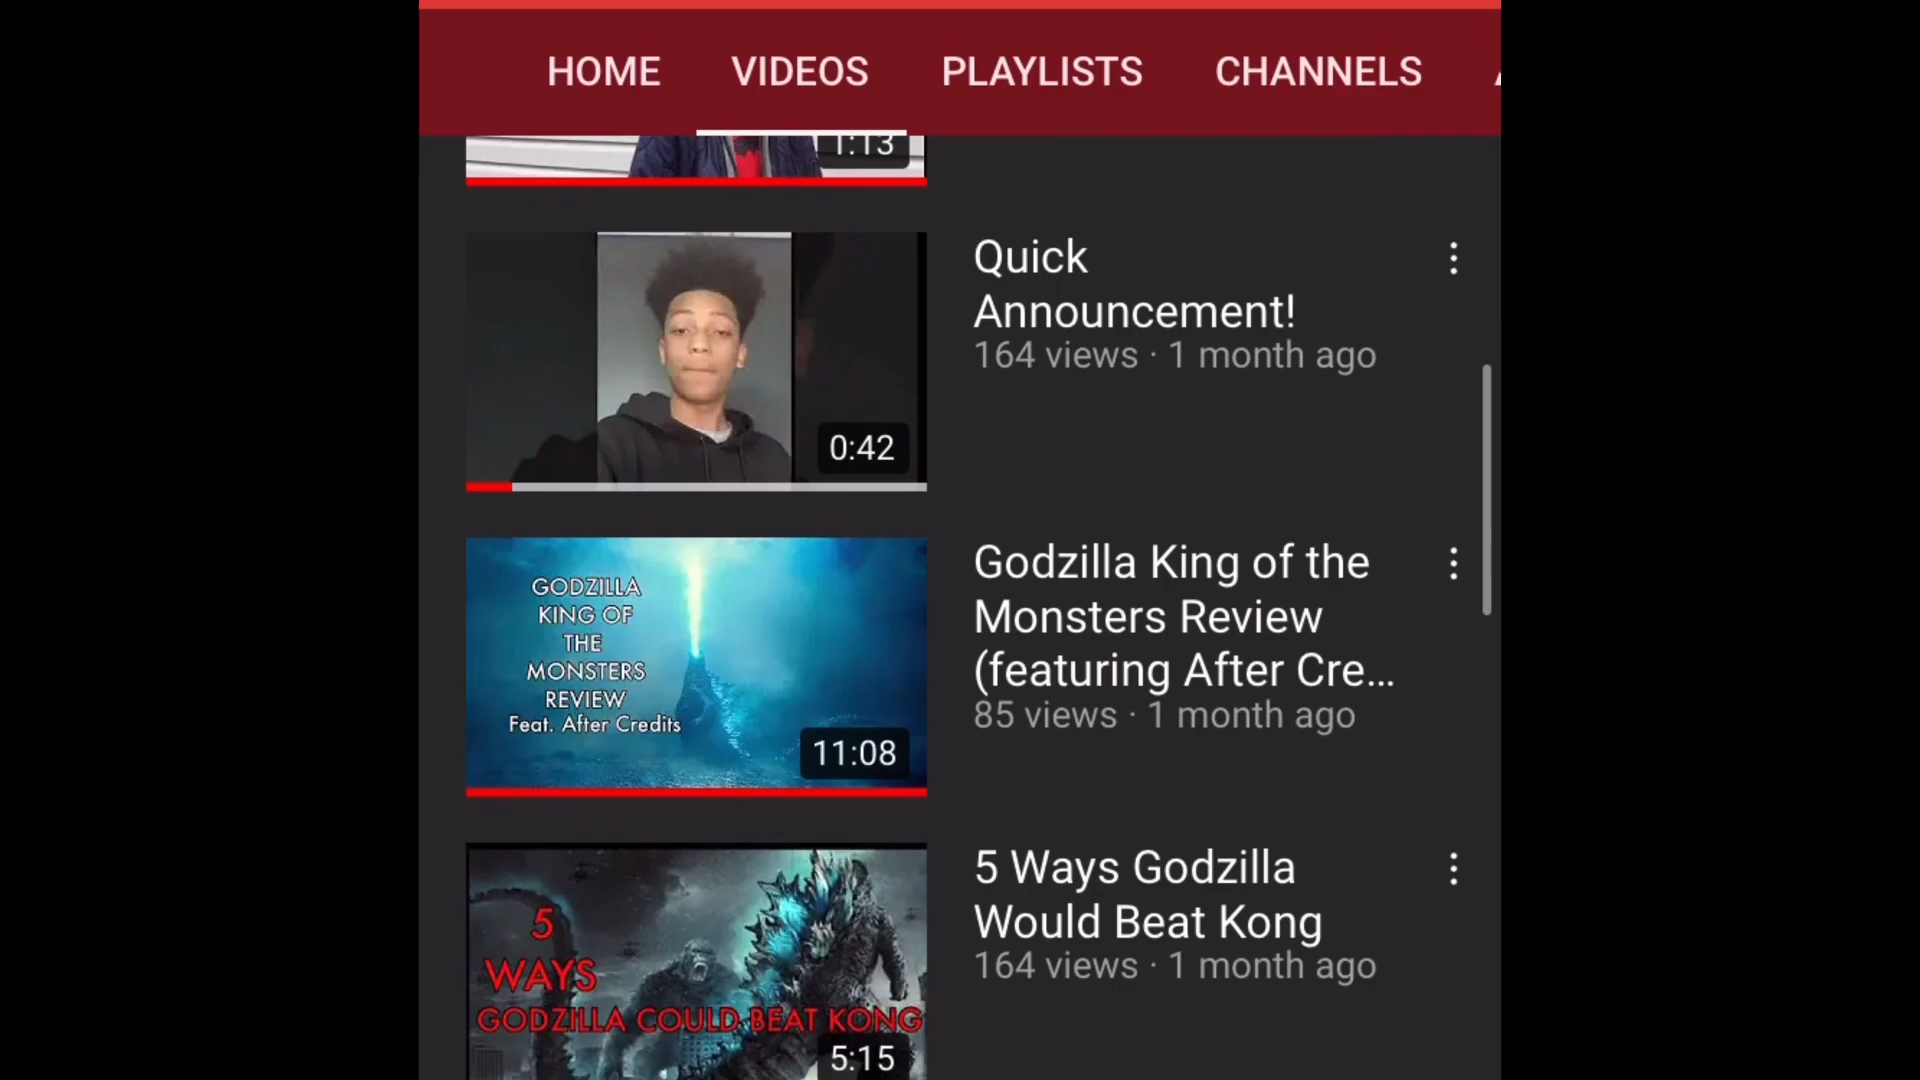 HOME VIDEOS PLAYLISTS CHANNELS
1:13
Quick
Announcement!
164 views · 1 month ago
0:42
GODZILLA
KING OF
THE
MONSTERS
REVIEW
Feat. After Credits
11:08
Godzilla King of the
Monsters Review
(featuring After Cre...
85 views · 1 month ago
5
WAYS
GODZILLA COULD BEAT KONG
5:15
5 Ways Godzilla
Would Beat Kong
164 views · 1 month ago